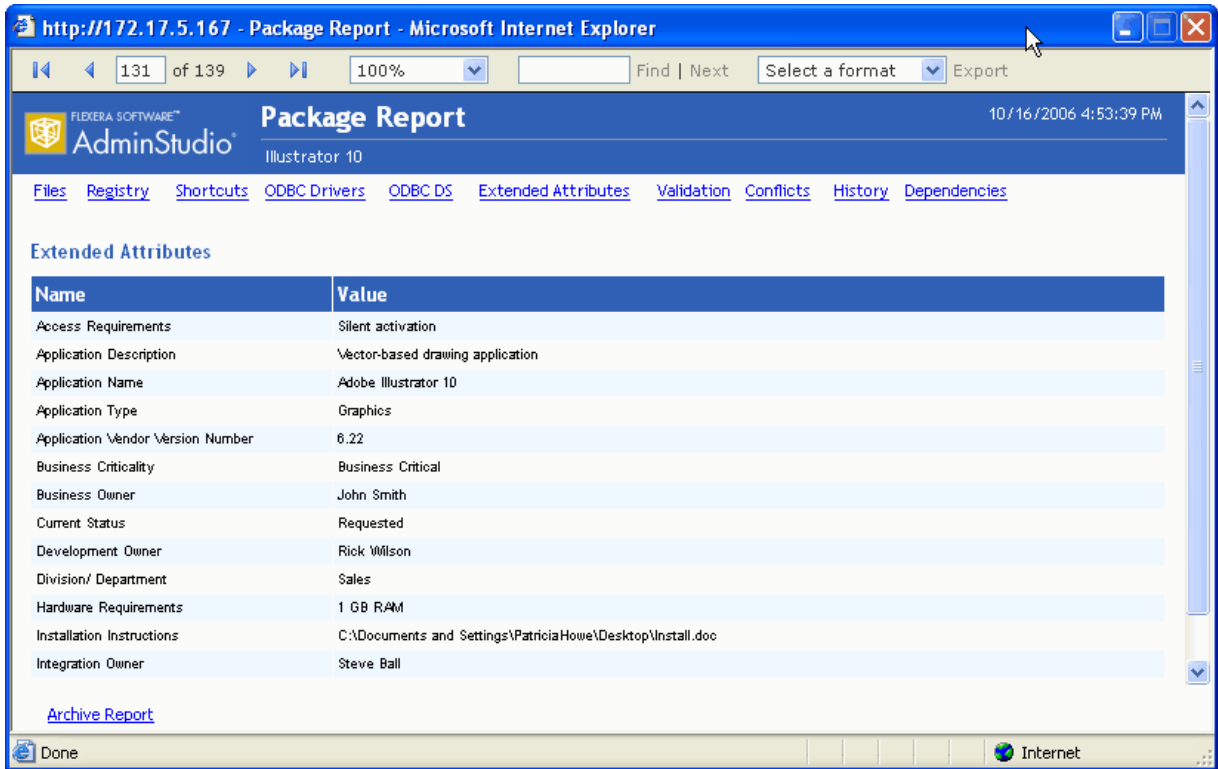 http://172.17.5.167 - Package Report - Microsoft Internet Explorer
131 of 139 100% Find | Next Select a format Export
FLEXERA SOFTWARE™
AdminStudio®
Package Report
10/16/2006 4:53:39 PM
Illustrator 10
Files Registry Shortcuts ODBC Drivers ODBC DS Extended Attributes Validation Conflicts History Dependencies
Extended Attributes
Name Value
Access Requirements Silent activation
Application Description Vector-based drawing application
Application Name Adobe Illustrator 10
Application Type Graphics
Application Vendor Version Number 6.22
Business Criticality Business Critical
Business Owner John Smith
Current Status Requested
Development Owner Rick Wilson
Division/ Department Sales
Hardware Requirements 1 GB RAM
Installation Instructions C:\Documents and Settings\PatriciaHowe\Desktop\Install.doc
Integration Owner Steve Ball
Archive Report
Done Internet